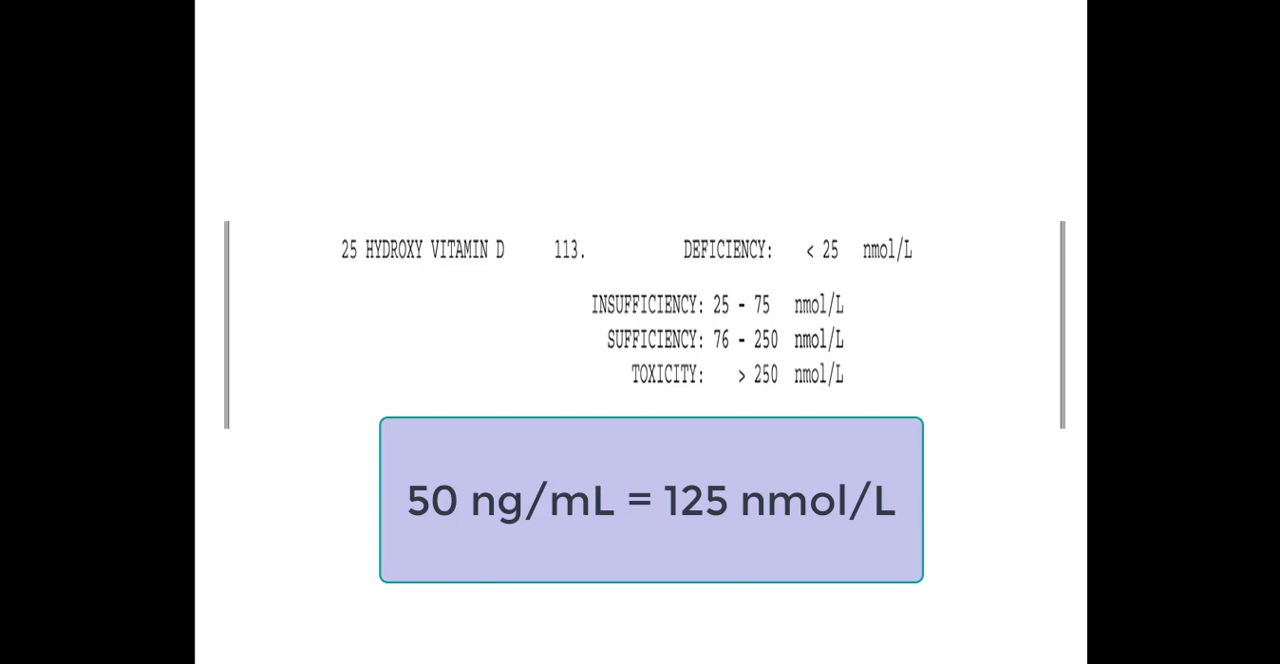 25 HYDROXY VITAMIN D 113. DEFICIENCY: < 25 nmol/L
INSUFFICIENCY: 25 - 75 nmol/L
SUFFICIENCY: 76 - 250 nmol/L
TOXICITY: > 250 nmol/L
50 ng/mL = 125 nmol/L